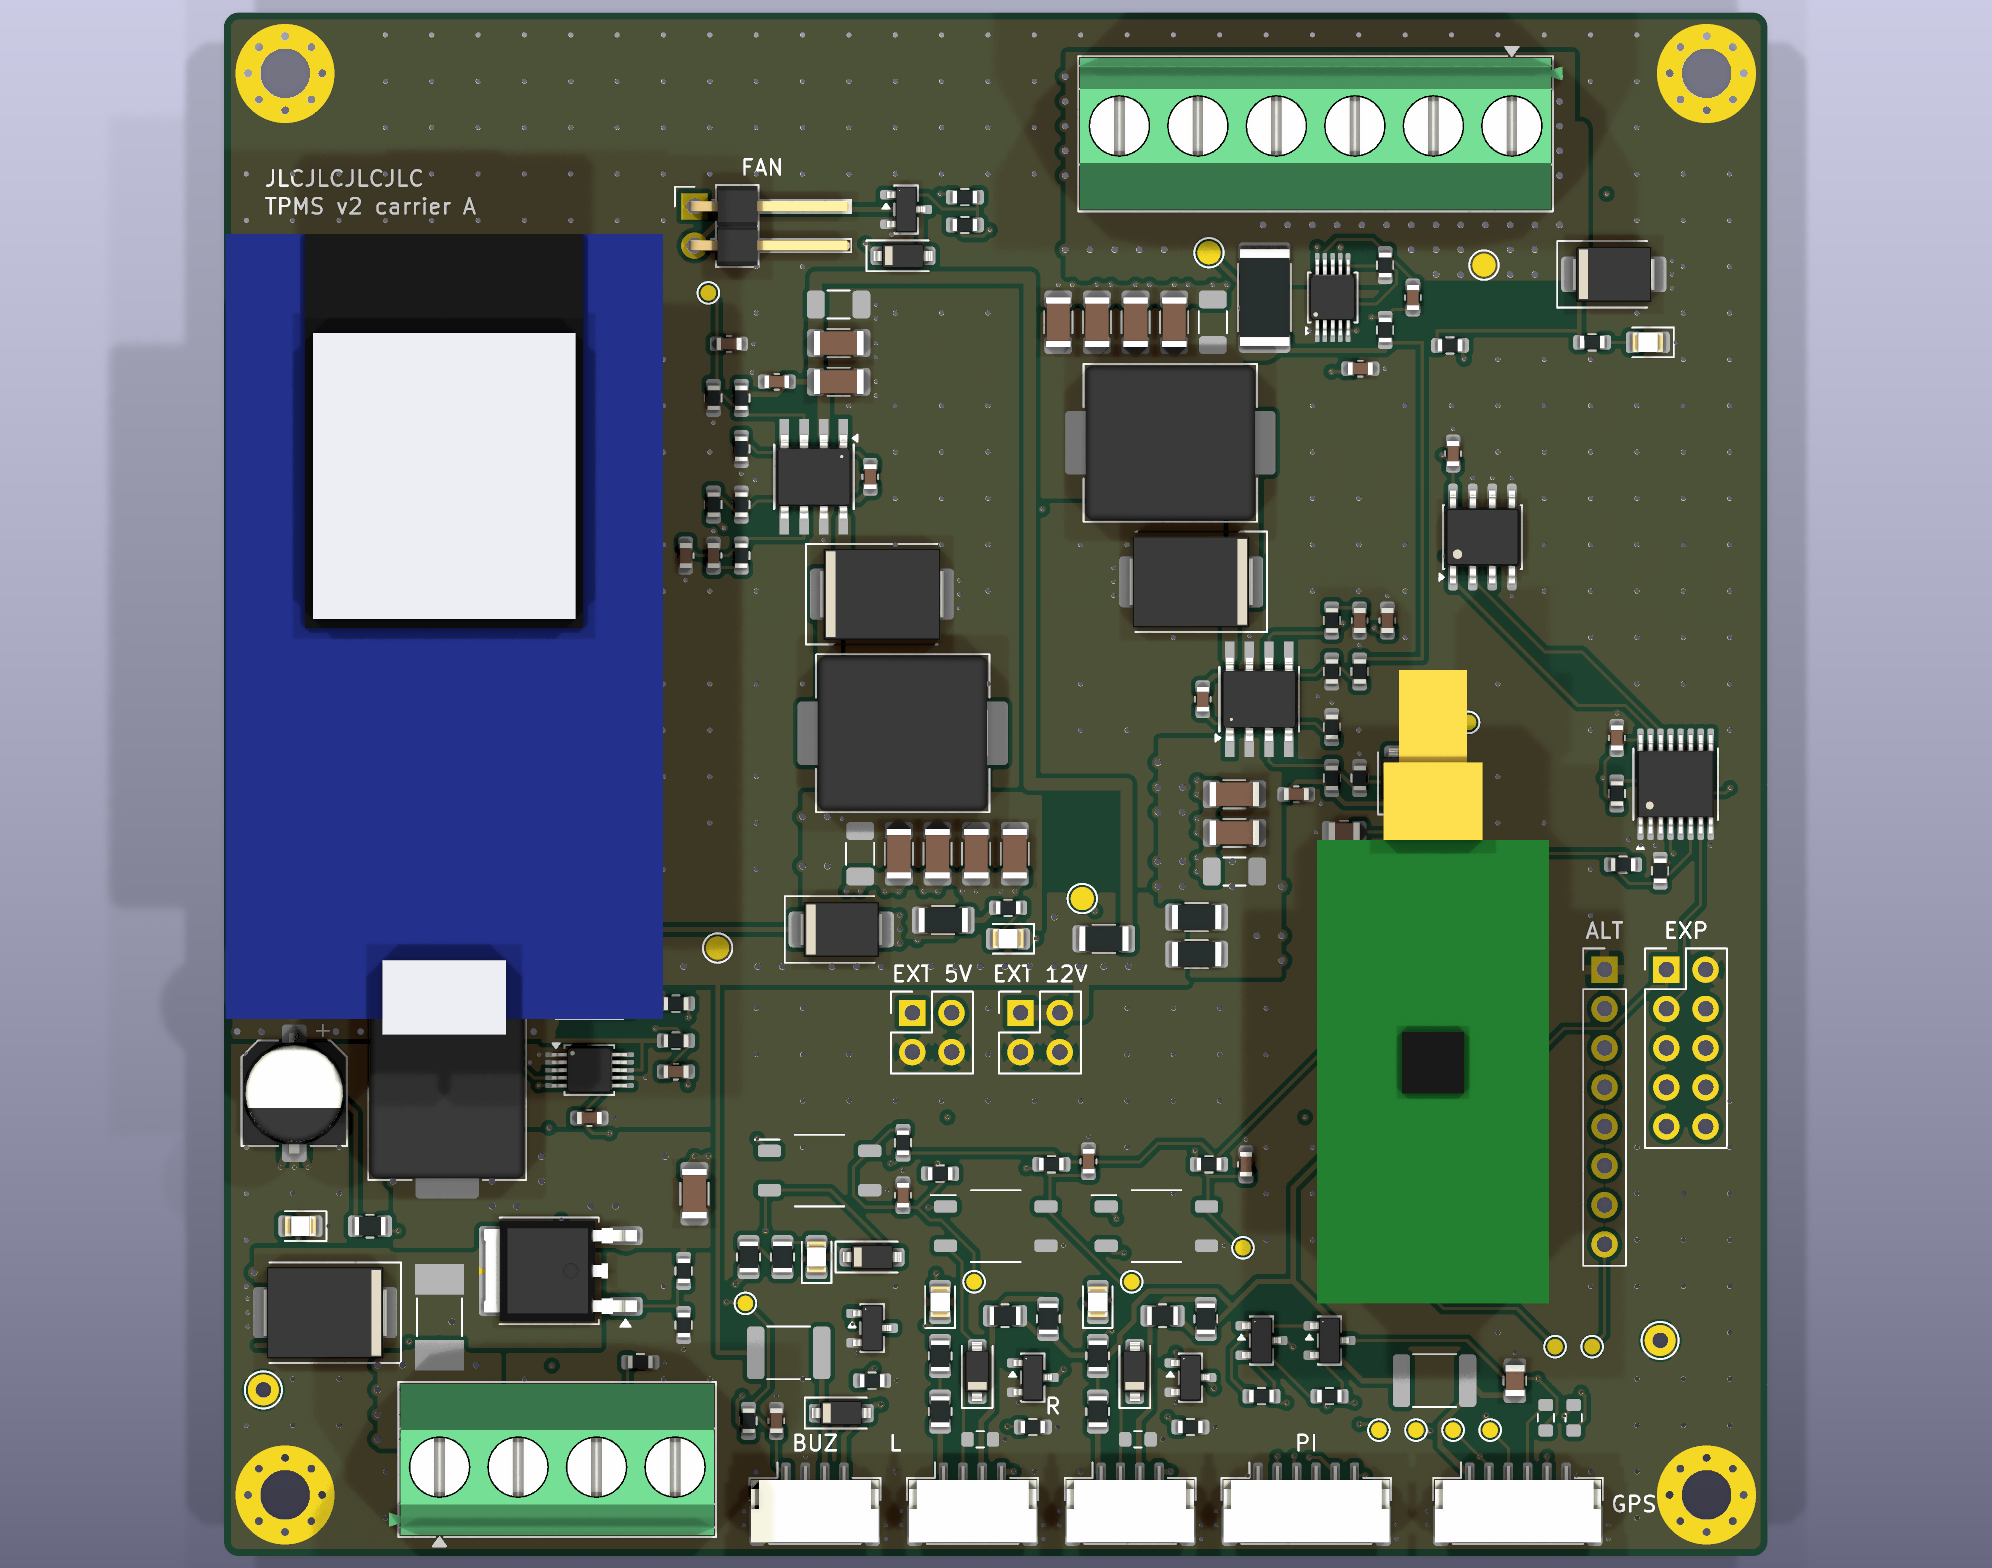 FAN
JLCJLCJLCJLC
TPMS v2 carrier A
ALT
EXP
EXT 5V
EXT 12V
+
R
BUZ
L
PI
GPS